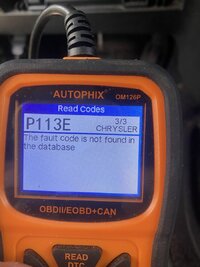 AUTOPHIX
OM126P
Read Codes
P113E
3/3
CHRYSLER
The fault code is not found in
the database
OBDII/EOBD+CAN
READ
DTC